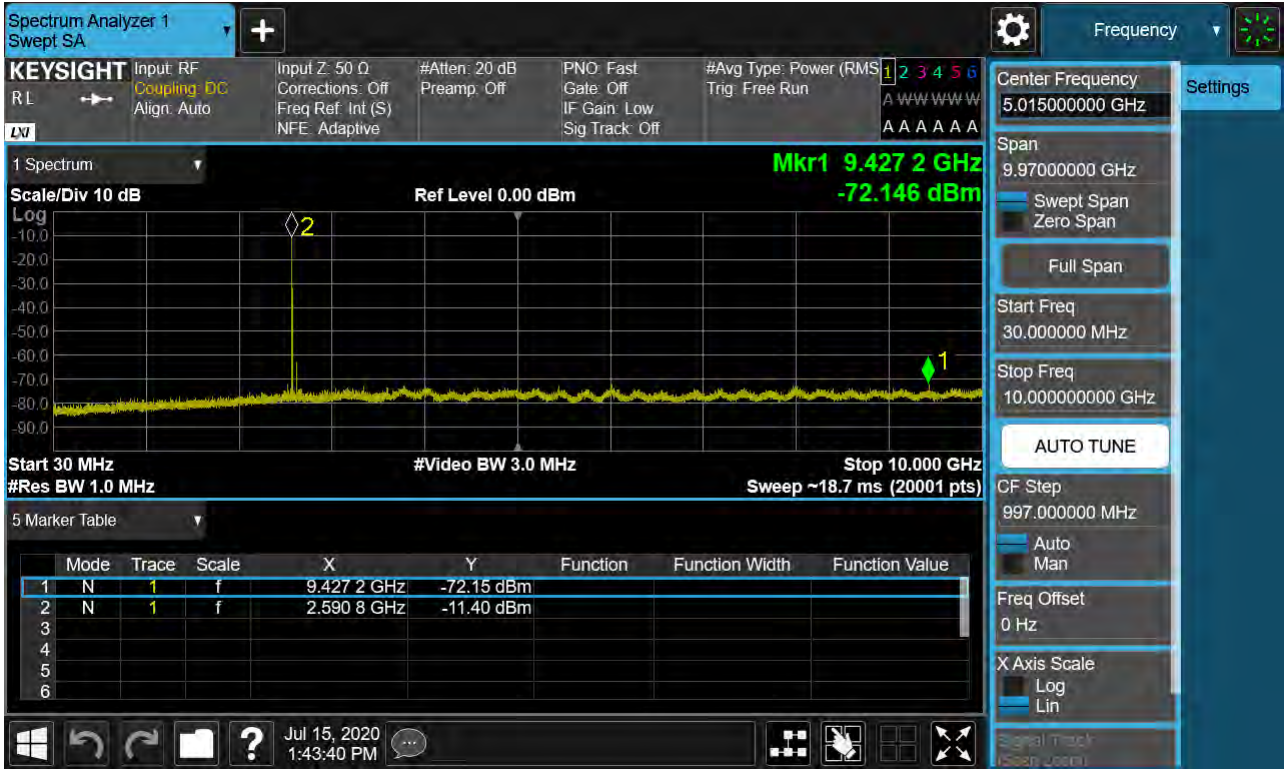 Spectrum Analyzer 1
Swept SA
+
Frequency
KEYSIGHT
RL
LXI
Input: RF
Coupling: DC
Align: Auto
Input Z: 50 Ω
Corrections: Off
Freq Ref: Int (S)
NFE: Adaptive
#Atten: 20 dB
Preamp: Off
PNO: Fast
Gate: Off
IF Gain: Low
Sig Track: Off
#Avg Type: Power (RMS
Trig: Free Run
1 2 3 4 5 6
A W W W W W
A A A A A A
1 Spectrum
Scale/Div 10 dB
Ref Level 0.00 dBm
Mkr1 9.427 2 GHz
-72.146 dBm
Log
-10.0
-20.0
-30.0
-40.0
-50.0
-60.0
-70.0
-80.0
-90.0
2
1
Start 30 MHz
#Video BW 3.0 MHz
Stop 10.000 GHz
#Res BW 1.0 MHz
Sweep ~18.7 ms (20001 pts)
5 Marker Table
Mode Trace Scale X Y Function Function Width Function Value
1 N 1 f 9.427 2 GHz -72.15 dBm
2 N 1 f 2.590 8 GHz -11.40 dBm
3
4
5
6
?
Jul 15, 2020
1:43:40 PM
Center Frequency
5.015000000 GHz
Settings
Span
9.97000000 GHz
Swept Span
Zero Span
Full Span
Start Freq
30.000000 MHz
Stop Freq
10.000000000 GHz
AUTO TUNE
CF Step
997.000000 MHz
Auto
Man
Freq Offset
0 Hz
X Axis Scale
Log
Lin
Signal Track
(Span Zoom)